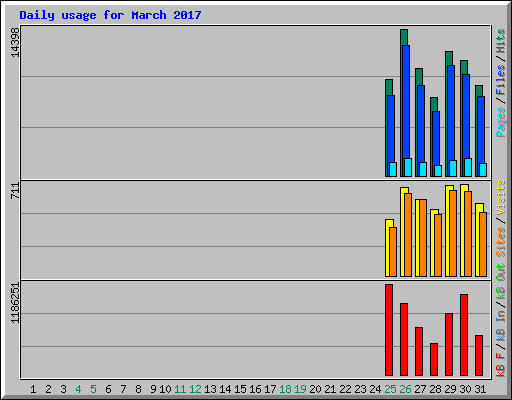 Daily usage for March 2017
14398
Pages / Files / Hits
711
Sites / Visits
1186251
kB F / kB In / kB Out
1 2 3 4 5 6 7 8 9 10 11 12 13 14 15 16 17 18 19 20 21 22 23 24 25 26 27 28 29 30 31